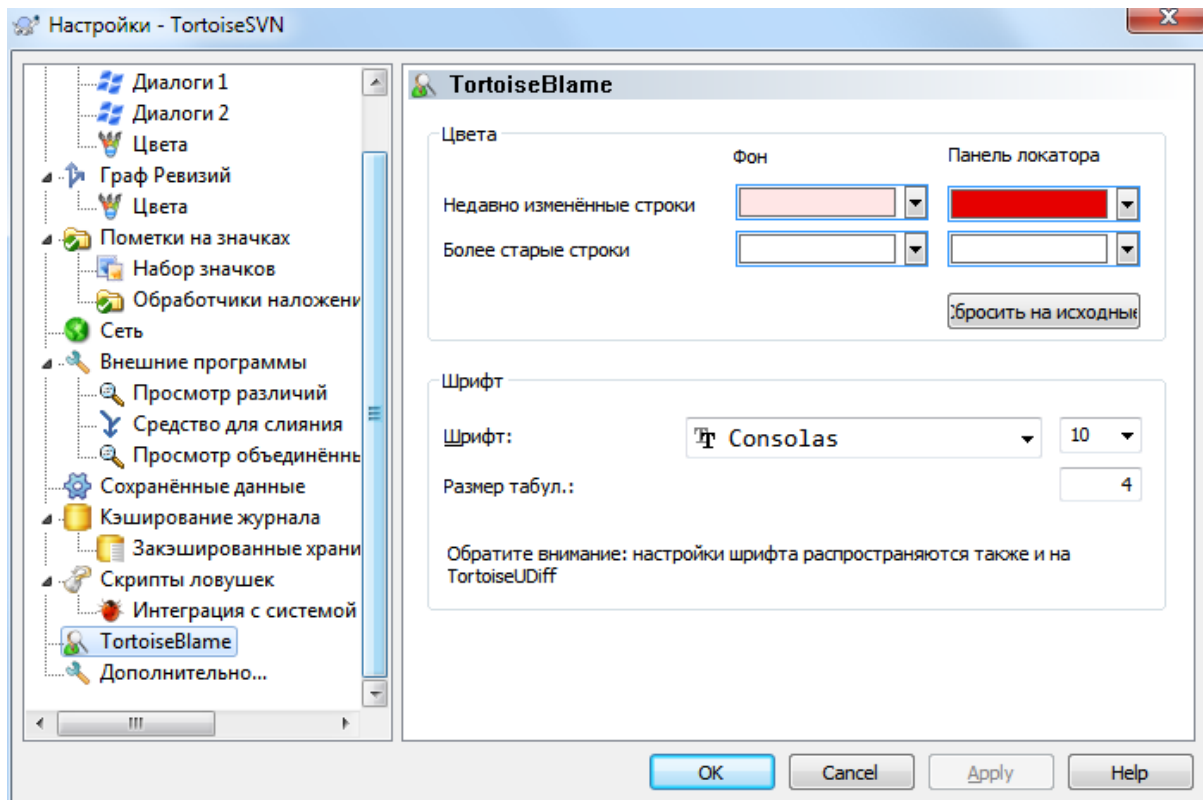 Настройки - TortoiseSVN
Диалоги 1
Диалоги 2
Цвета
Граф Ревизий
Цвета
Пометки на значках
Набор значков
Обработчики наложени
Сеть
Внешние программы
Просмотр различий
Средство для слияния
Просмотр объединённь
Сохранённые данные
Кэширование журнала
Закэшированные храни
Скрипты ловушек
Интеграция с системой
TortoiseBlame
Дополнительно...
TortoiseBlame
Цвета
Фон
Панель локатора
Недавно изменённые строки
Более старые строки
Сбросить на исходные
Шрифт
Шрифт:
Consolas
10
Размер табул.:
4
Обратите внимание: настройки шрифта распространяются также и на
TortoiseUDiff
OK
Cancel
Apply
Help